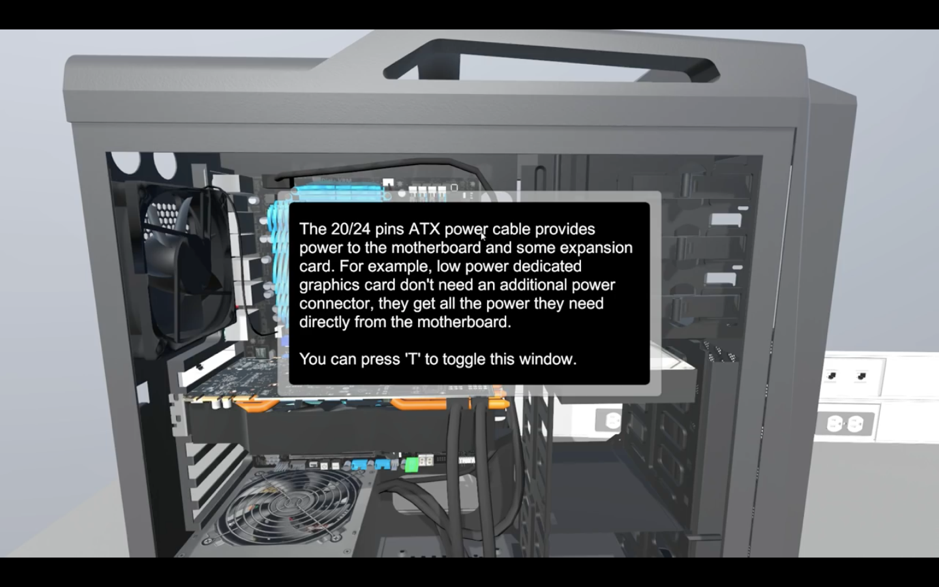 The 20/24 pins ATX power cable provides
power to the motherboard and some expansion
card. For example, low power dedicated
graphics card don't need an additional power
connector, they get all the power they need
directly from the motherboard.
You can press 'T' to toggle this window.